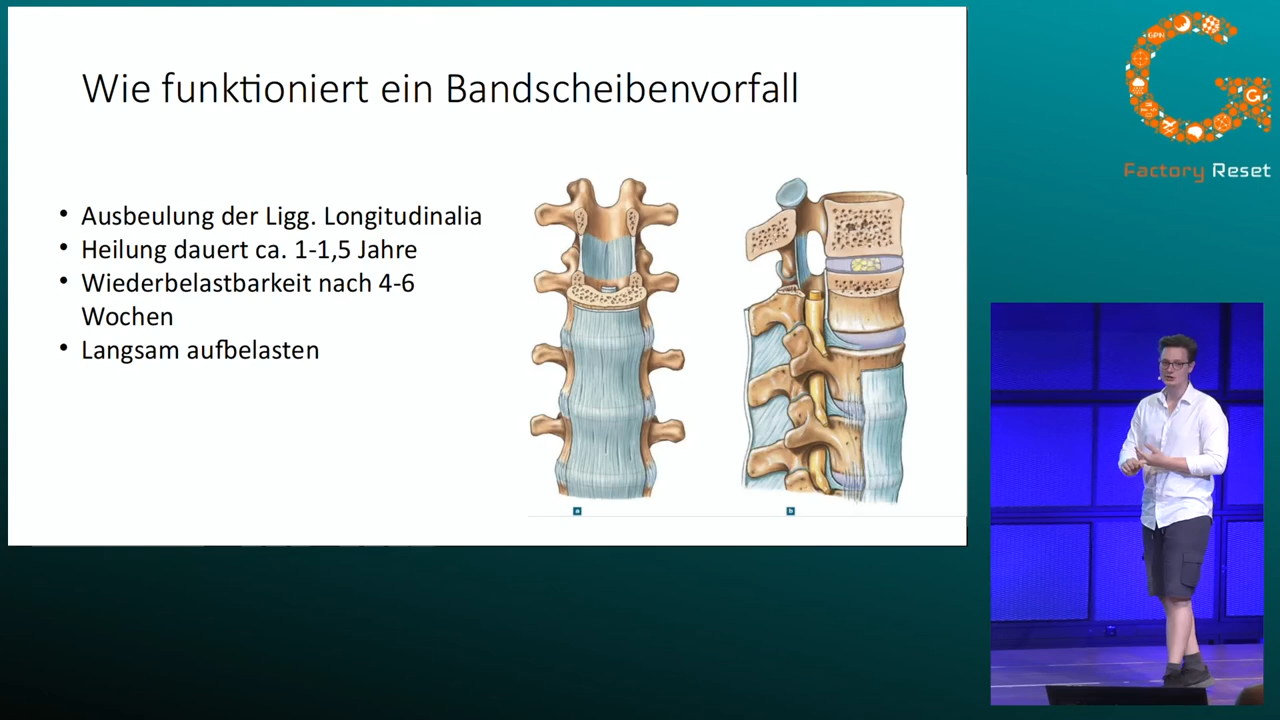 Wie funktioniert ein Bandscheibenvorfall
• Ausbeulung der Ligg. Longitudinalia
• Heilung dauert ca. 1-1,5 Jahre
• Wiederbelastbarkeit nach 4-6
Wochen
• Langsam aufbelasten
a
b
GPN
G
Factory Reset